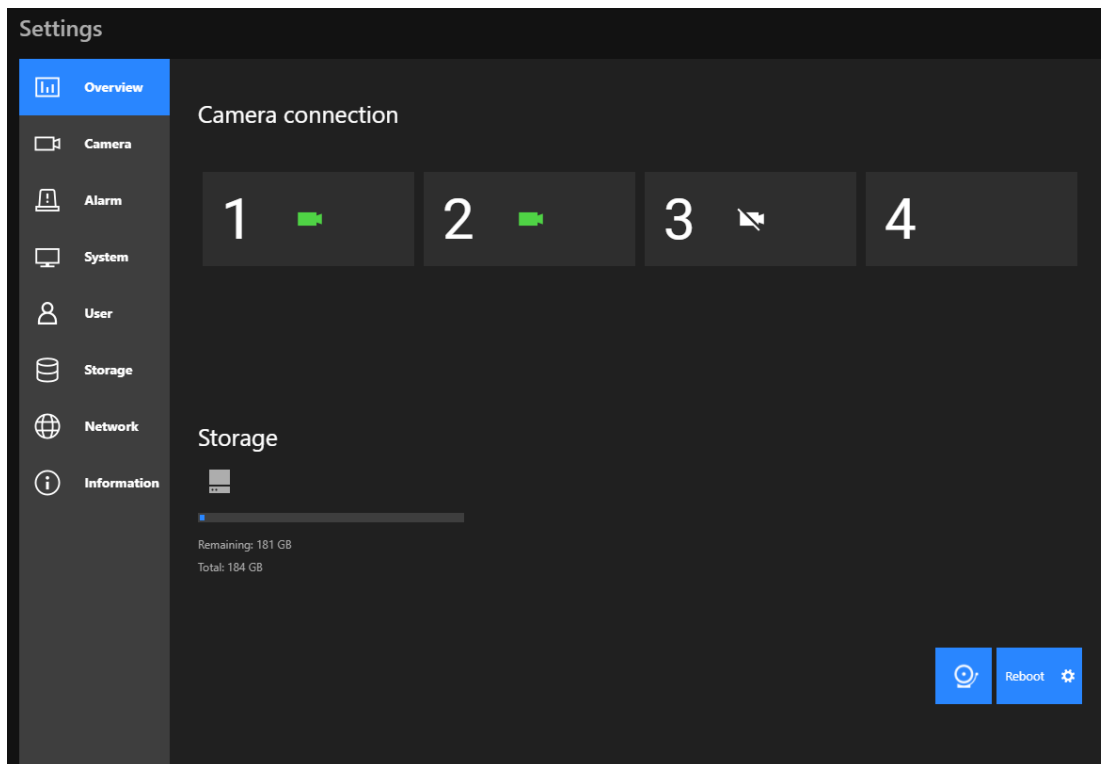 Settings
Overview
Camera
Alarm
System
User
Storage
Network
Information
Camera connection
1
2
3
4
Storage
Remaining: 181 GB
Total: 184 GB
Reboot